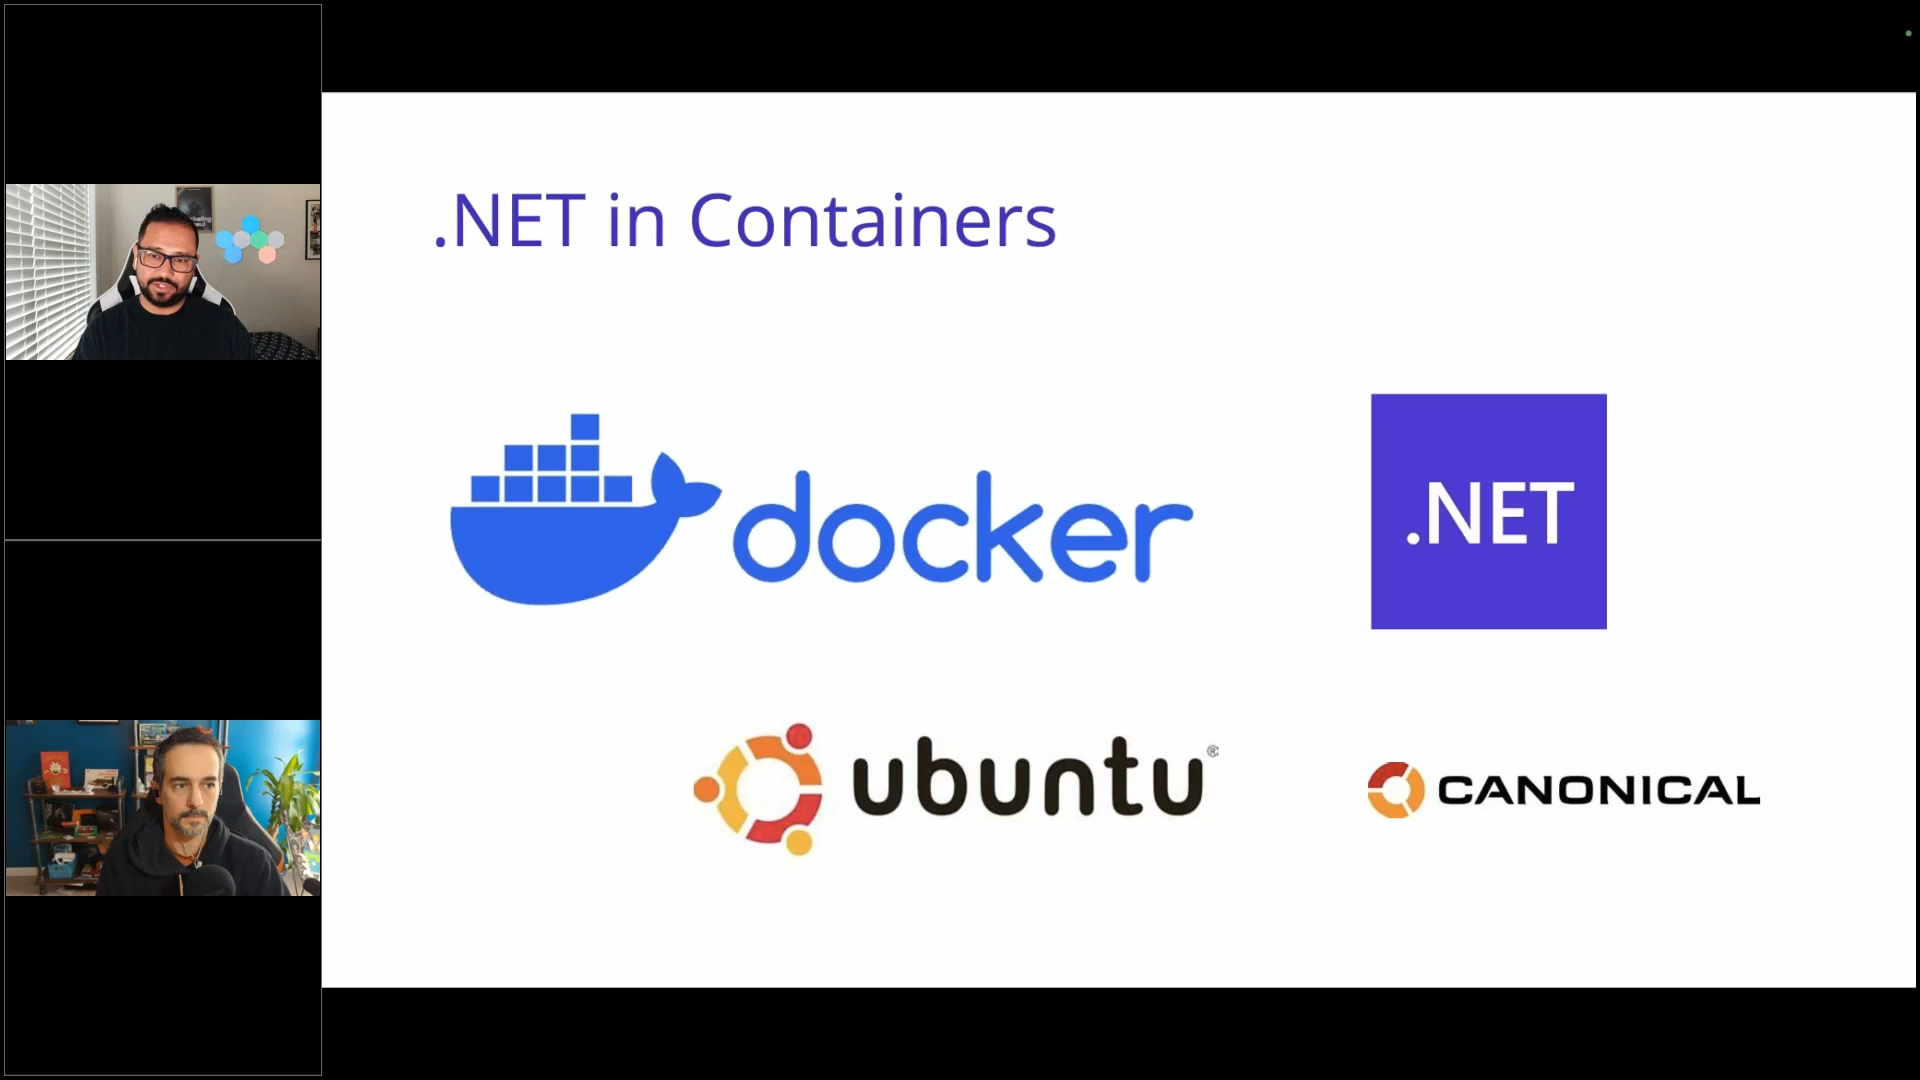 .NET in Containers
docker
.NET
ubuntu®
CANONICAL